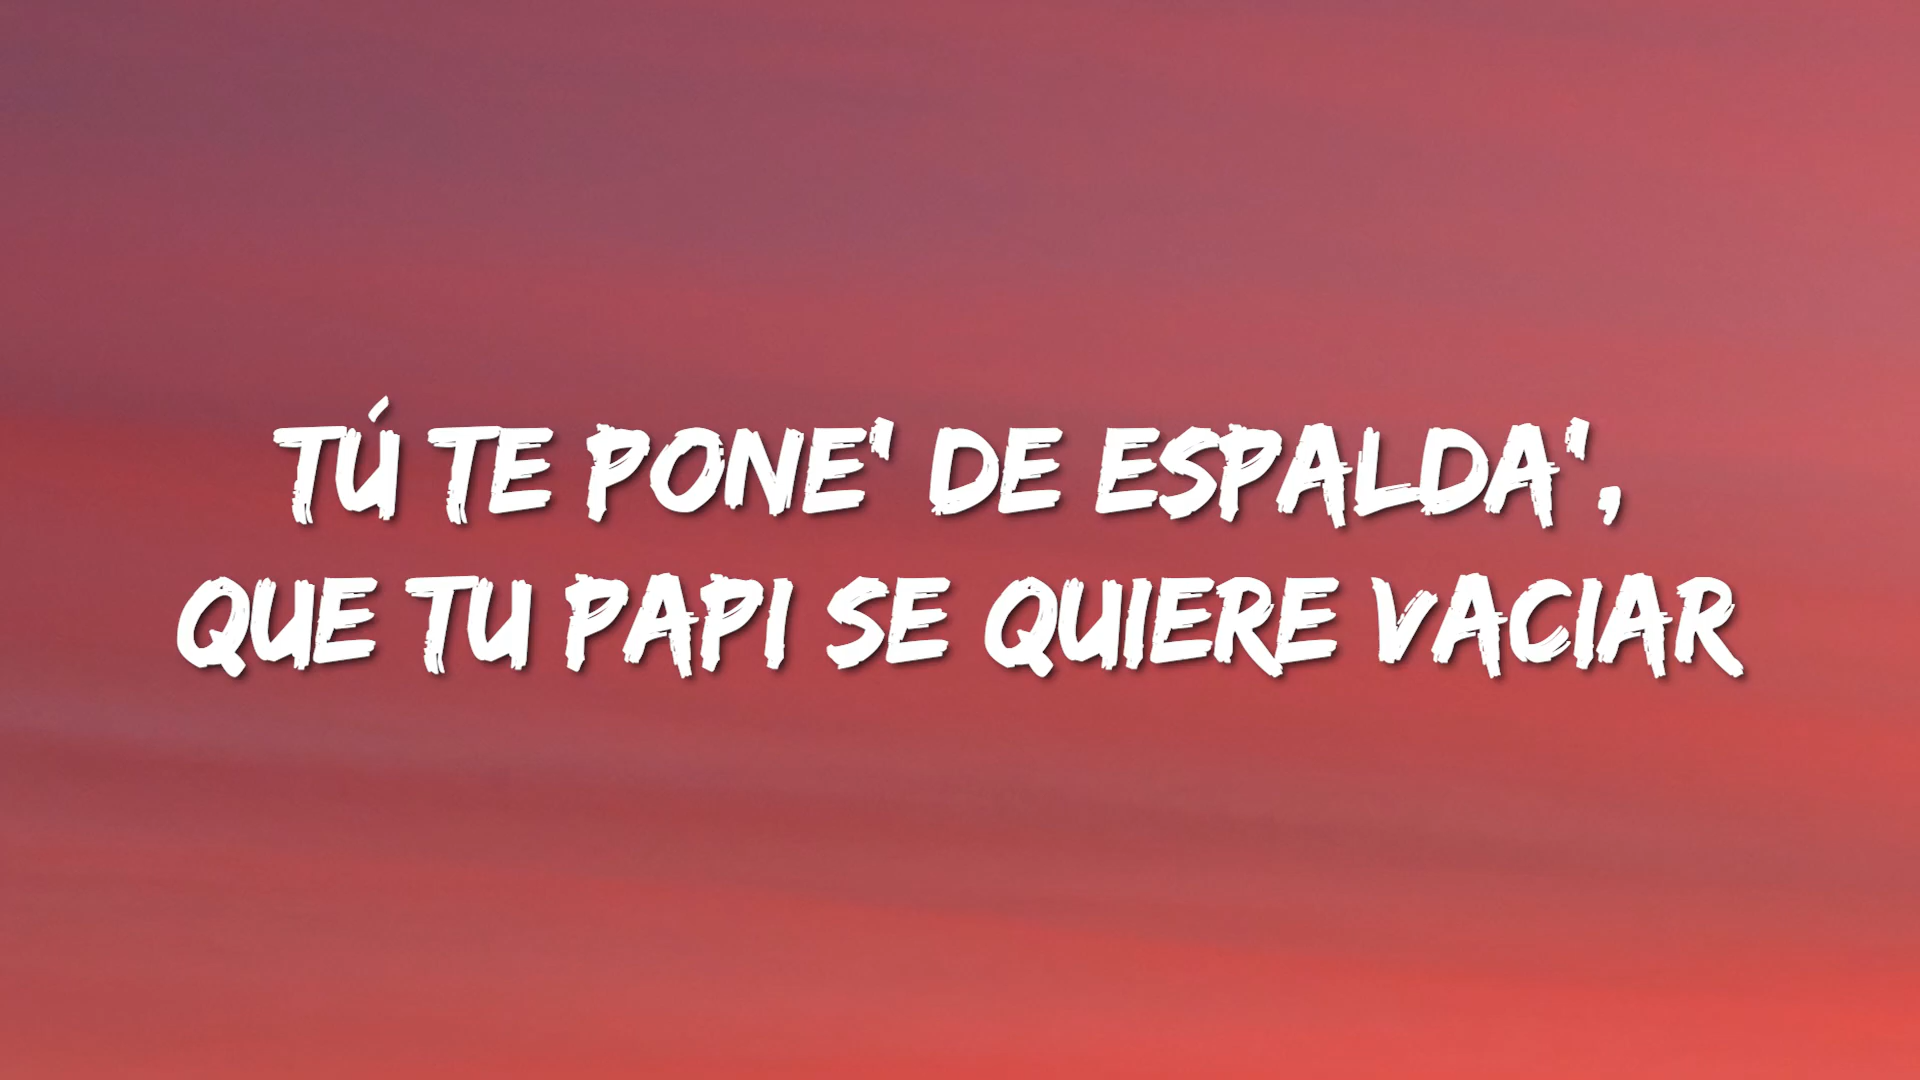 TÚ TE PONE' DE ESPALDA',
QUE TU PAPI SE QUIERE VACIAR